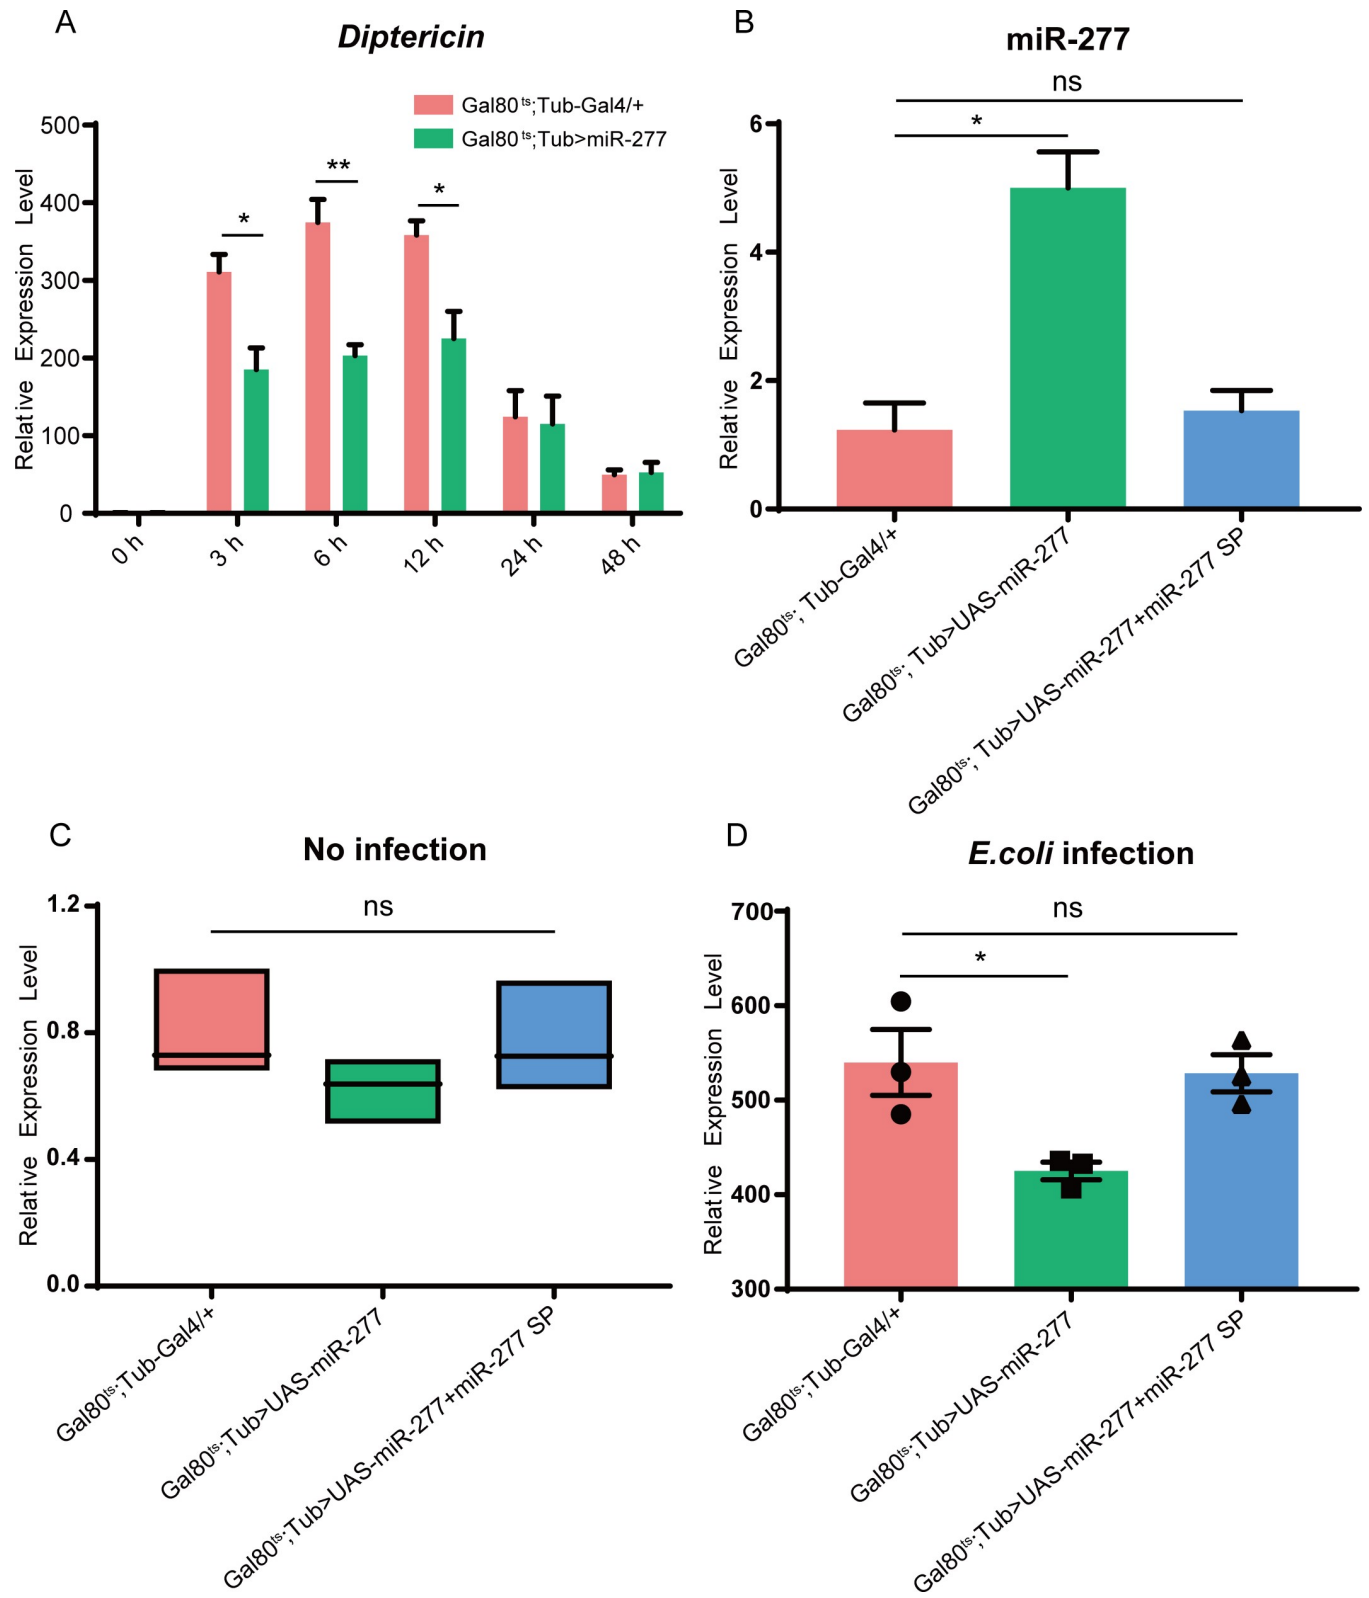 A
Diptericin
Gal80ts;Tub-Gal4/+
Gal80ts;Tub>miR-277
Relative Expression Level
500
400
300
200
100
0
*
**
*
0 h
3 h
6 h
12 h
24 h
48 h
B
miR-277
ns
*
Relative Expression Level
6
4
2
0
Gal80ts; Tub-Gal4/+
Gal80ts; Tub>UAS-miR-277
Gal80ts; Tub>UAS-miR-277+miR-277 SP
C
No infection
ns
Relative Expression Level
1.2
0.8
0.4
0.0
Gal80ts;Tub-Gal4/+
Gal80ts;Tub>UAS-miR-277
Gal80ts;Tub>UAS-miR-277+miR-277 SP
D
E.coli infection
ns
*
Relative Expression Level
700
600
500
400
300
Gal80ts;Tub-Gal4/+
Gal80ts;Tub>UAS-miR-277
Gal80ts;Tub>UAS-miR-277+miR-277 SP